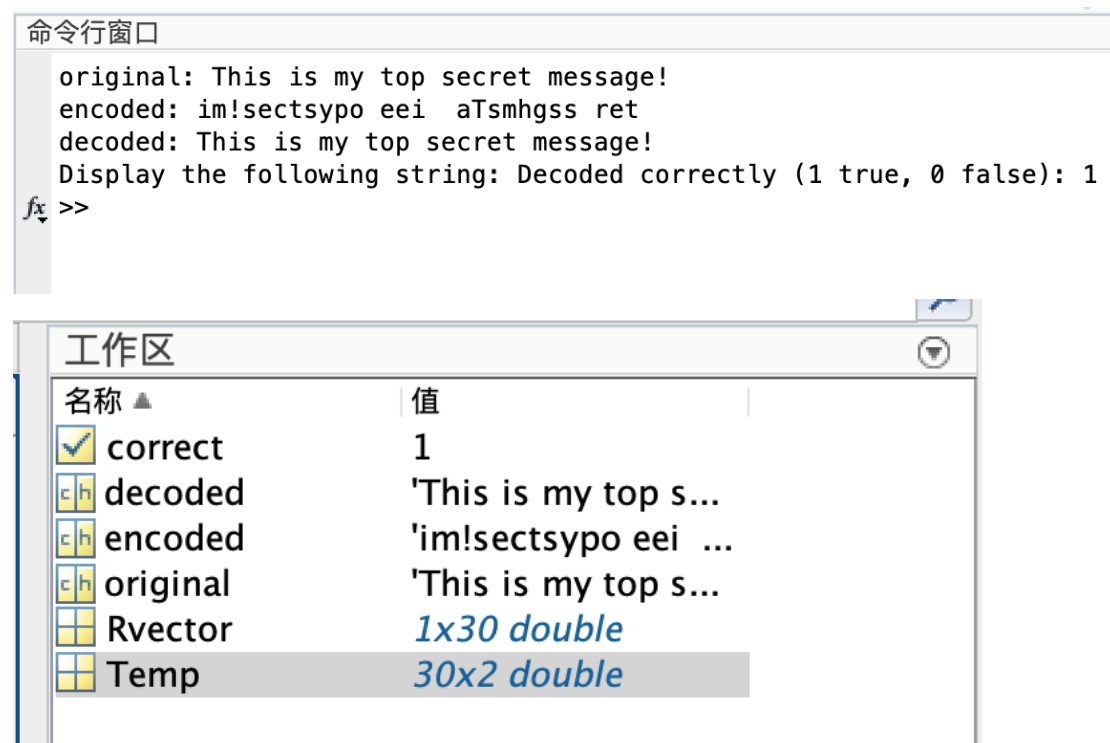 命令行窗口
original: This is my top secret message!
encoded: im!sectsypo eei  aTsmhgss ret
decoded: This is my top secret message!
Display the following string: Decoded correctly (1 true, 0 false): 1
fx >>
工作区
名称 值
correct 1
ch decoded 'This is my top s...
ch encoded 'im!sectsypo eei  ...
ch original 'This is my top s...
Rvector 1x30 double
Temp 30x2 double